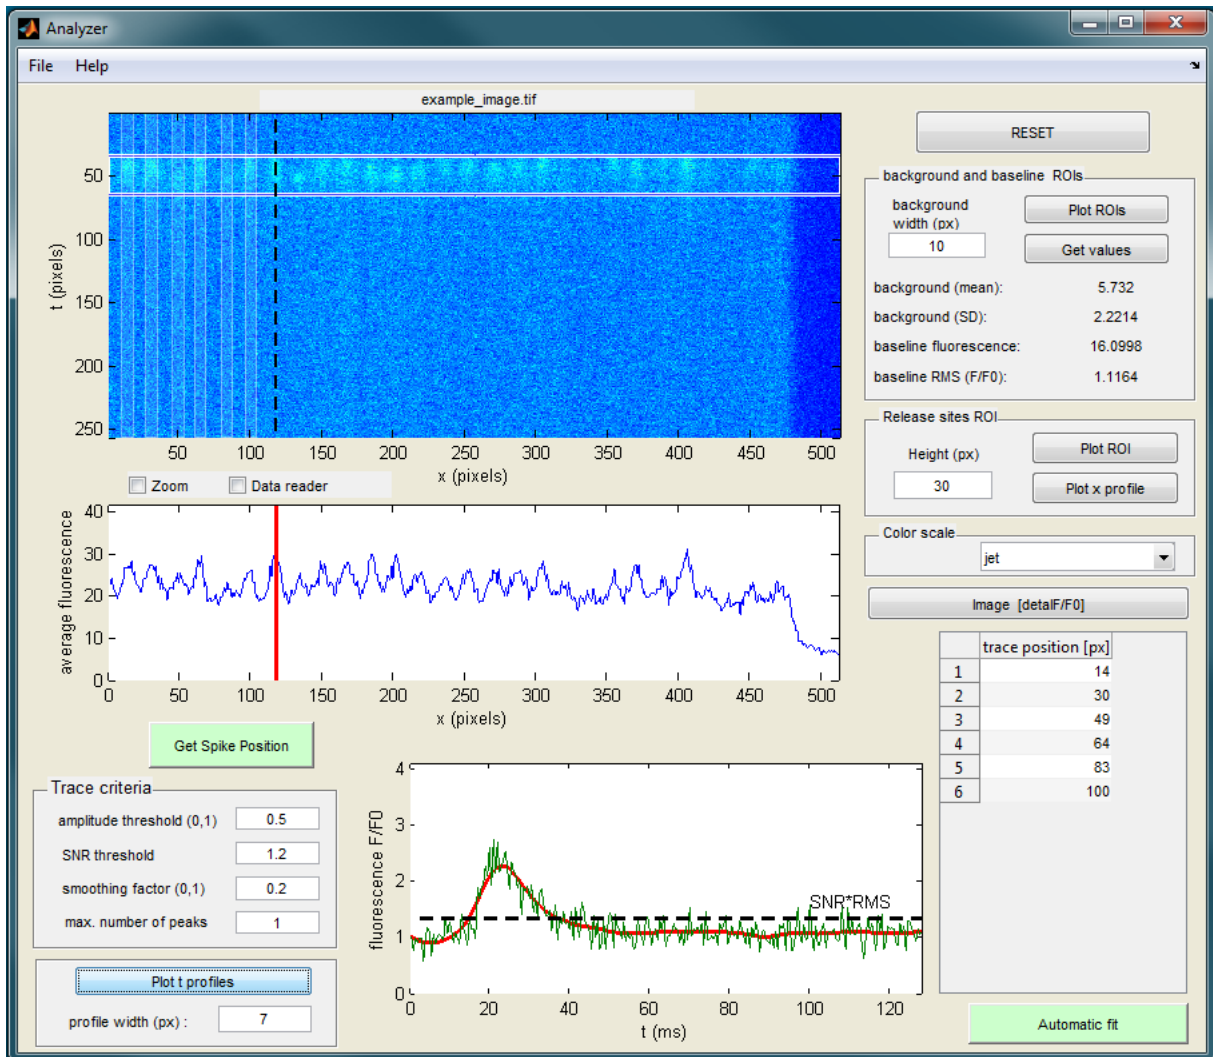 Analyzer
File Help
example_image.tif
50
100
150
200
250
t (pixels)
50 100 150 200 250 300 350 400 450 500
x (pixels)
Zoom Data reader
40
30
20
10
0
average fluorescence
0 50 100 150 200 250 300 350 400 450 500
x (pixels)
Get Spike Position
Trace criteria
amplitude threshold (0,1) 0.5
SNR threshold 1.2
smoothing factor (0,1) 0.2
max. number of peaks 1
Plot t profiles
profile width (px) : 7
4
3
2
1
0
fluorescence F/F0
SNR*RMS
0 20 40 60 80 100 120
t (ms)
RESET
background and baseline ROIs
background
width (px)
10
Plot ROIs
Get values
background (mean): 5.732
background (SD): 2.2214
baseline fluorescence: 16.0998
baseline RMS (F/F0): 1.1164
Release sites ROI
Height (px)
30
Plot ROI
Plot x profile
Color scale
jet
Image [detalF/F0]
trace position [px]
1 14
2 30
3 49
4 64
5 83
6 100
Automatic fit